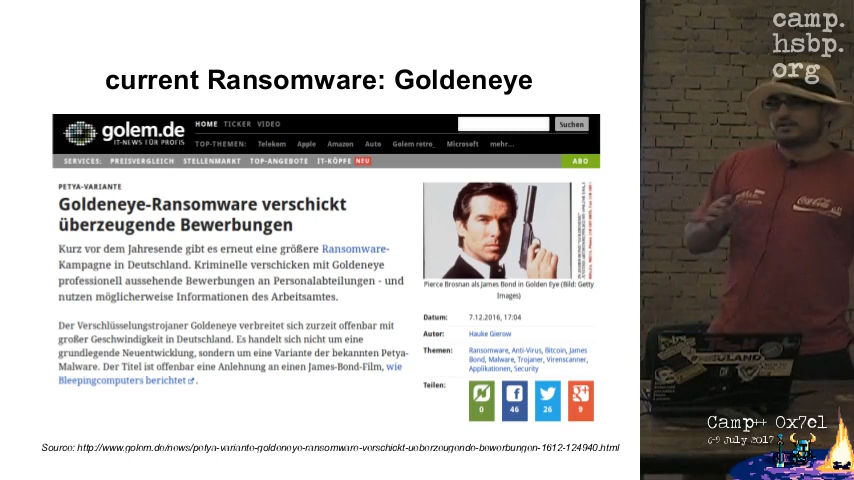 current Ransomware: Goldeneye
golem.de
IT-NEWS FÜR PROFIS
HOME TICKER VIDEO
Suchen
TOP-THEMEN: Telekom Apple Amazon Auto Golem retro_ Microsoft mehr...
SERVICES: PREISVERGLEICH STELLENMARKT TOP-ANGEBOTE IT-KÖPFE NEU
ABO
PETYA-VARIANTE
Goldeneye-Ransomware verschickt
überzeugende Bewerbungen
Kurz vor dem Jahresende gibt es erneut eine größere Ransomware-
Kampagne in Deutschland. Kriminelle verschicken mit Goldeneye
professionell aussehende Bewerbungen an Personalabteilungen - und
nutzen möglicherweise Informationen des Arbeitsamtes.
Der Verschlüsselungstrojaner Goldeneye verbreitet sich zurzeit offenbar mit
großer Geschwindigkeit in Deutschland. Es handelt sich nicht um eine
grundlegende Neuentwicklung, sondern um eine Variante der bekannten Petya-
Malware. Der Titel ist offenbar eine Anlehnung an einen James-Bond-Film, wie
Bleepingcomputers berichtet.
Pierce Brosnan als James Bond in Golden Eye (Bild: Getty
Images)
Datum: 7.12.2016, 17:04
Autor: Hauke Gierow
Themen: Ransomware, Anti-Virus, Bitcoin, James
Bond, Malware, Trojaner, Virenscanner,
Applikationen, Security
Teilen:
0 46 26 9
Source: http://www.golem.de/news/petya-variante-goldeneye-ransomware-verschickt-ueberzeugende-bewerbungen-1612-124940.html
camp.
hsbp.
org
Coca-Cola
Camp++ 0x7e1
6-9 July 2017